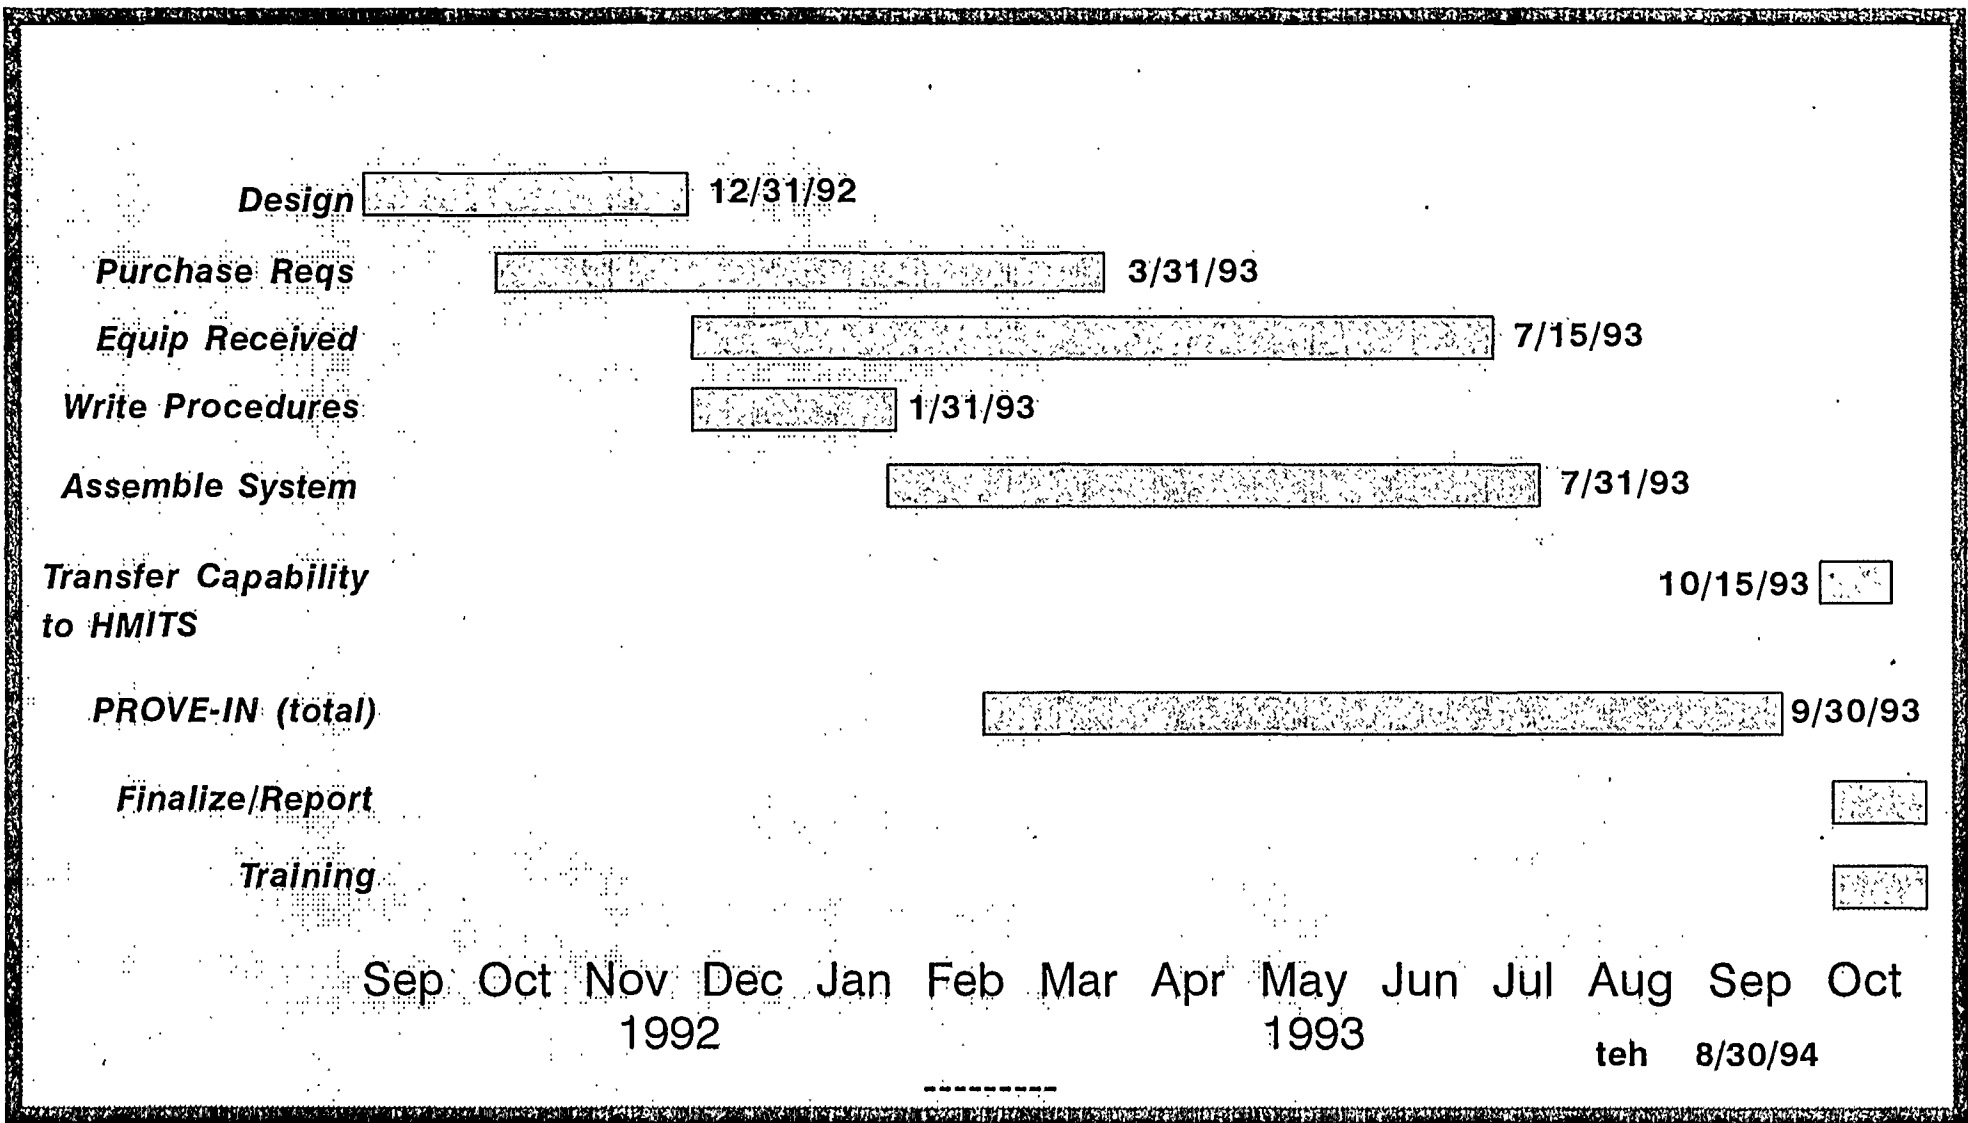 Design 12/31/92
Purchase Reqs 3/31/93
Equip Received 7/15/93
Write Procedures 1/31/93
Assemble System 7/31/93
Transfer Capability 10/15/93
to HMITS
PROVE-IN (total) 9/30/93
Finalize/Report
Training
Sep Oct Nov Dec Jan Feb Mar Apr May Jun Jul Aug Sep Oct
1992 1993
teh 8/30/94